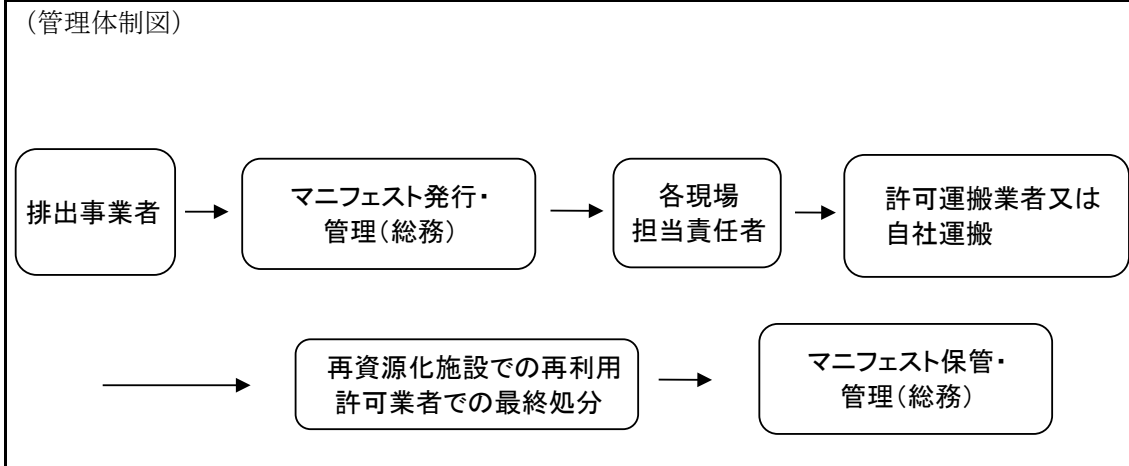 （管理体制図）
排出事業者
マニフェスト発行・
管理（総務）
各現場
担当責任者
許可運搬業者又は
自社運搬
再資源化施設での再利用
許可業者での最終処分
マニフェスト保管・
管理（総務）